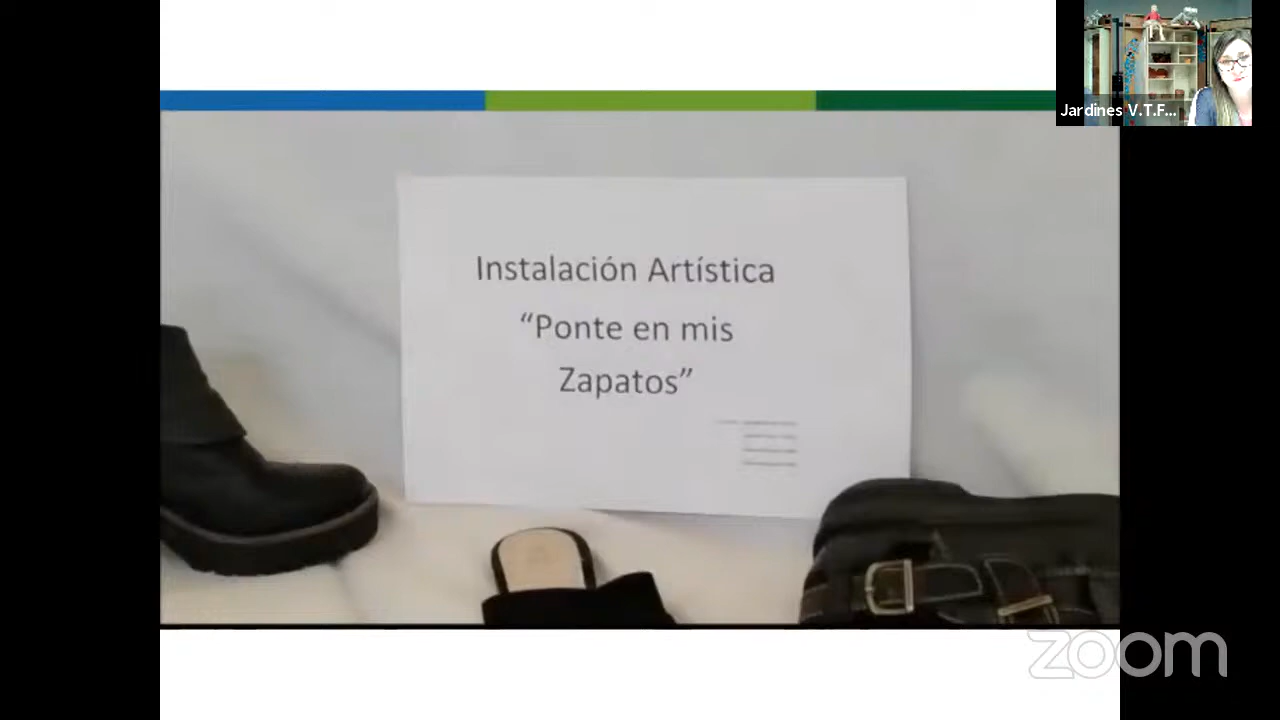 Jardines V.T.F...
Instalación Artística
“Ponte en mis
Zapatos”
zoom